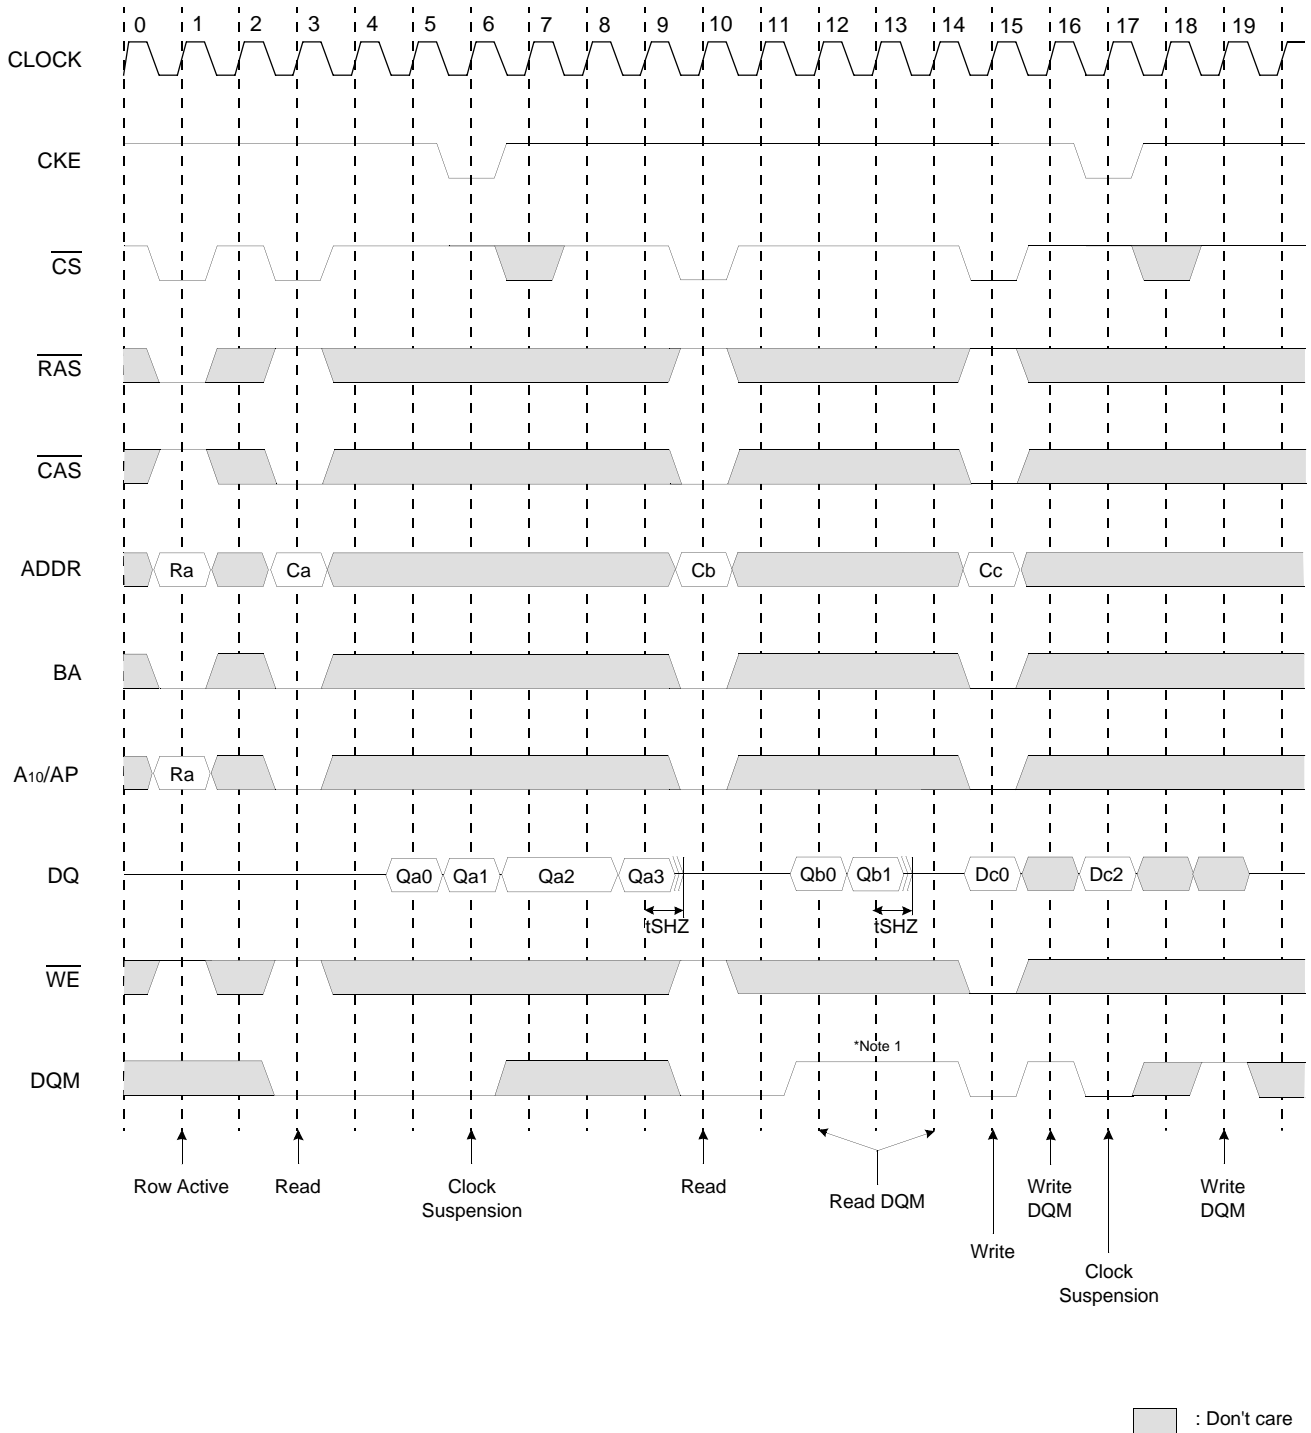 0 1 2 3 4 5 6 7 8 9 10 11 12 13 14 15 16 17 18 19
CLOCK
CKE
CS
RAS
CAS
ADDR Ra Ca Cb Cc
BA
A10/AP Ra
DQ Qa0 Qa1 Qa2 Qa3 Qb0 Qb1 Dc0 Dc2
tSHZ tSHZ
WE
*Note 1
DQM
Row Active Read Clock Suspension Read Read DQM Write Write DQM Clock Suspension Write DQM
: Don't care